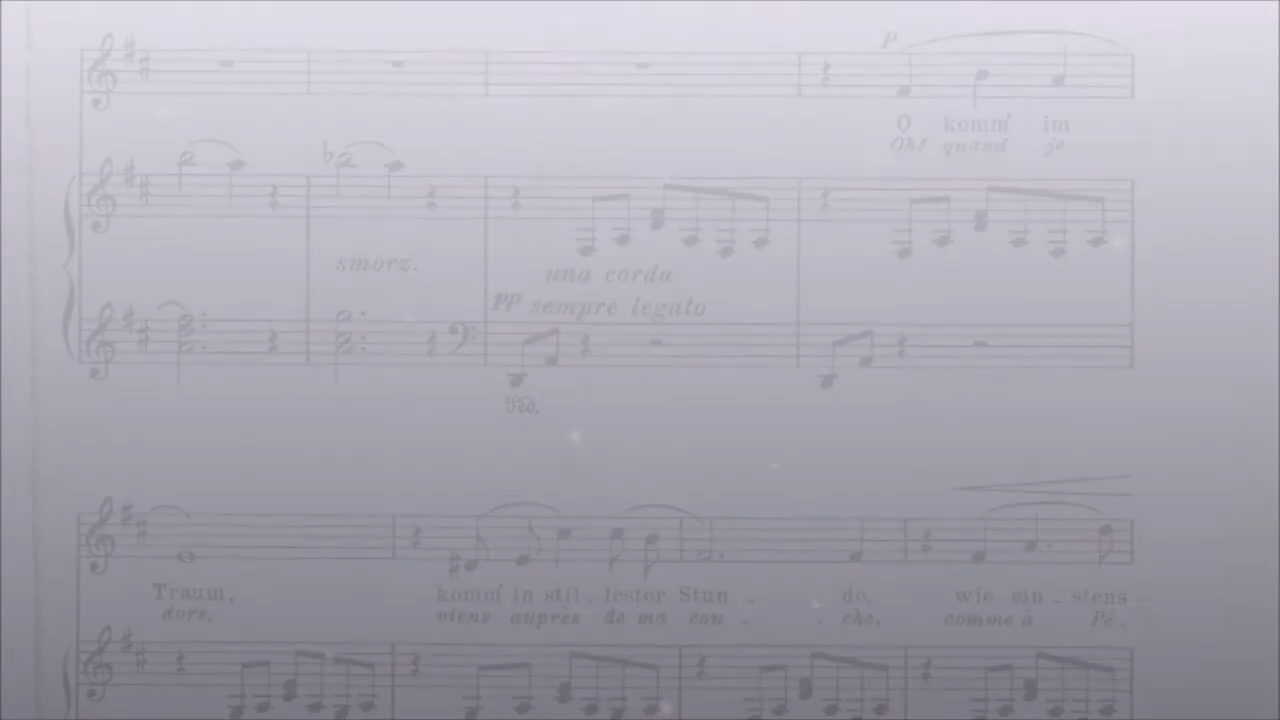 p
O komm' im
Oh! quand je
smorz.
una corda
pp sempre legato
Ped.
Traum, komm' in stil - lester Stun - de, wie ein - stens
dors, viens auprès de ma cou - che, comme à Pé -